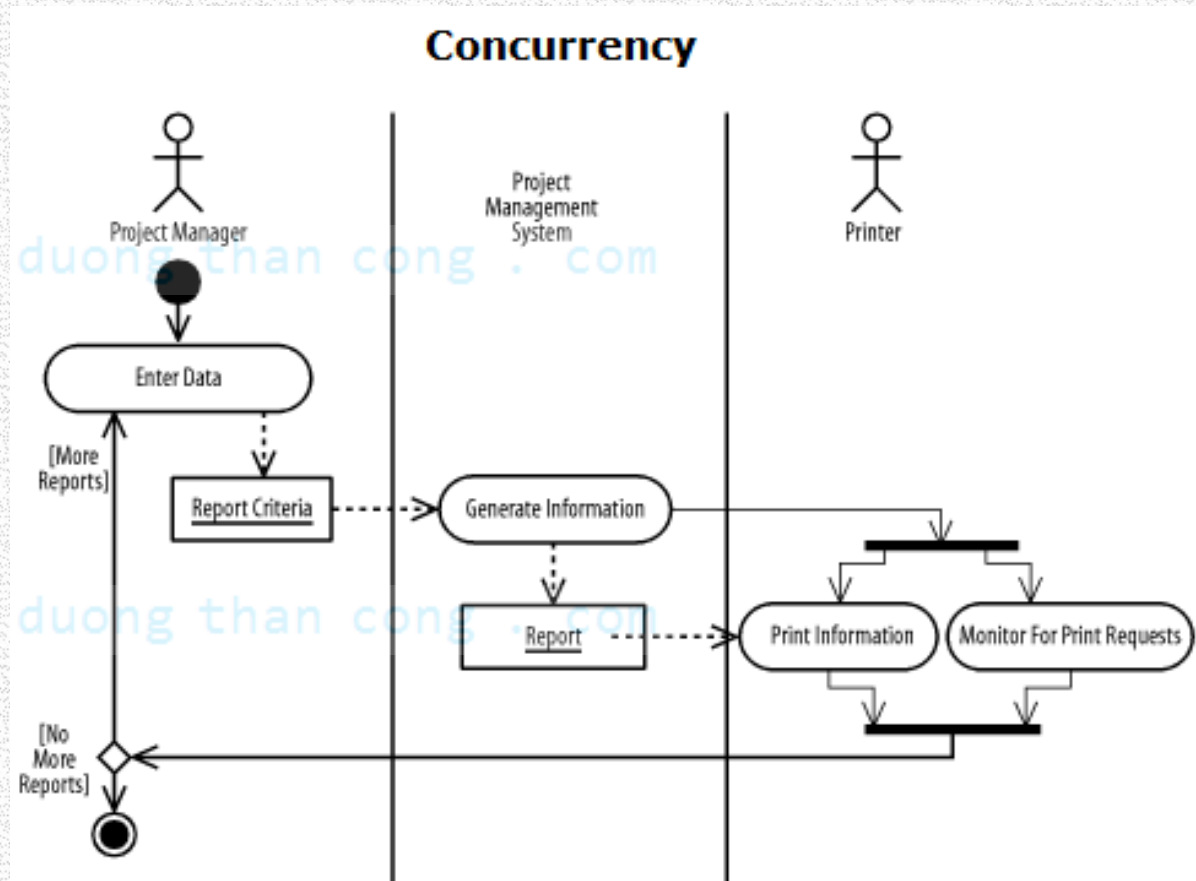 Concurrency
Project Manager
Project
Management
System
Printer
duong than cong . com
Enter Data
[More
Reports]
Report Criteria
Generate Information
duong than cong . com
Report
Print Information
Monitor For Print Requests
[No
More
Reports]